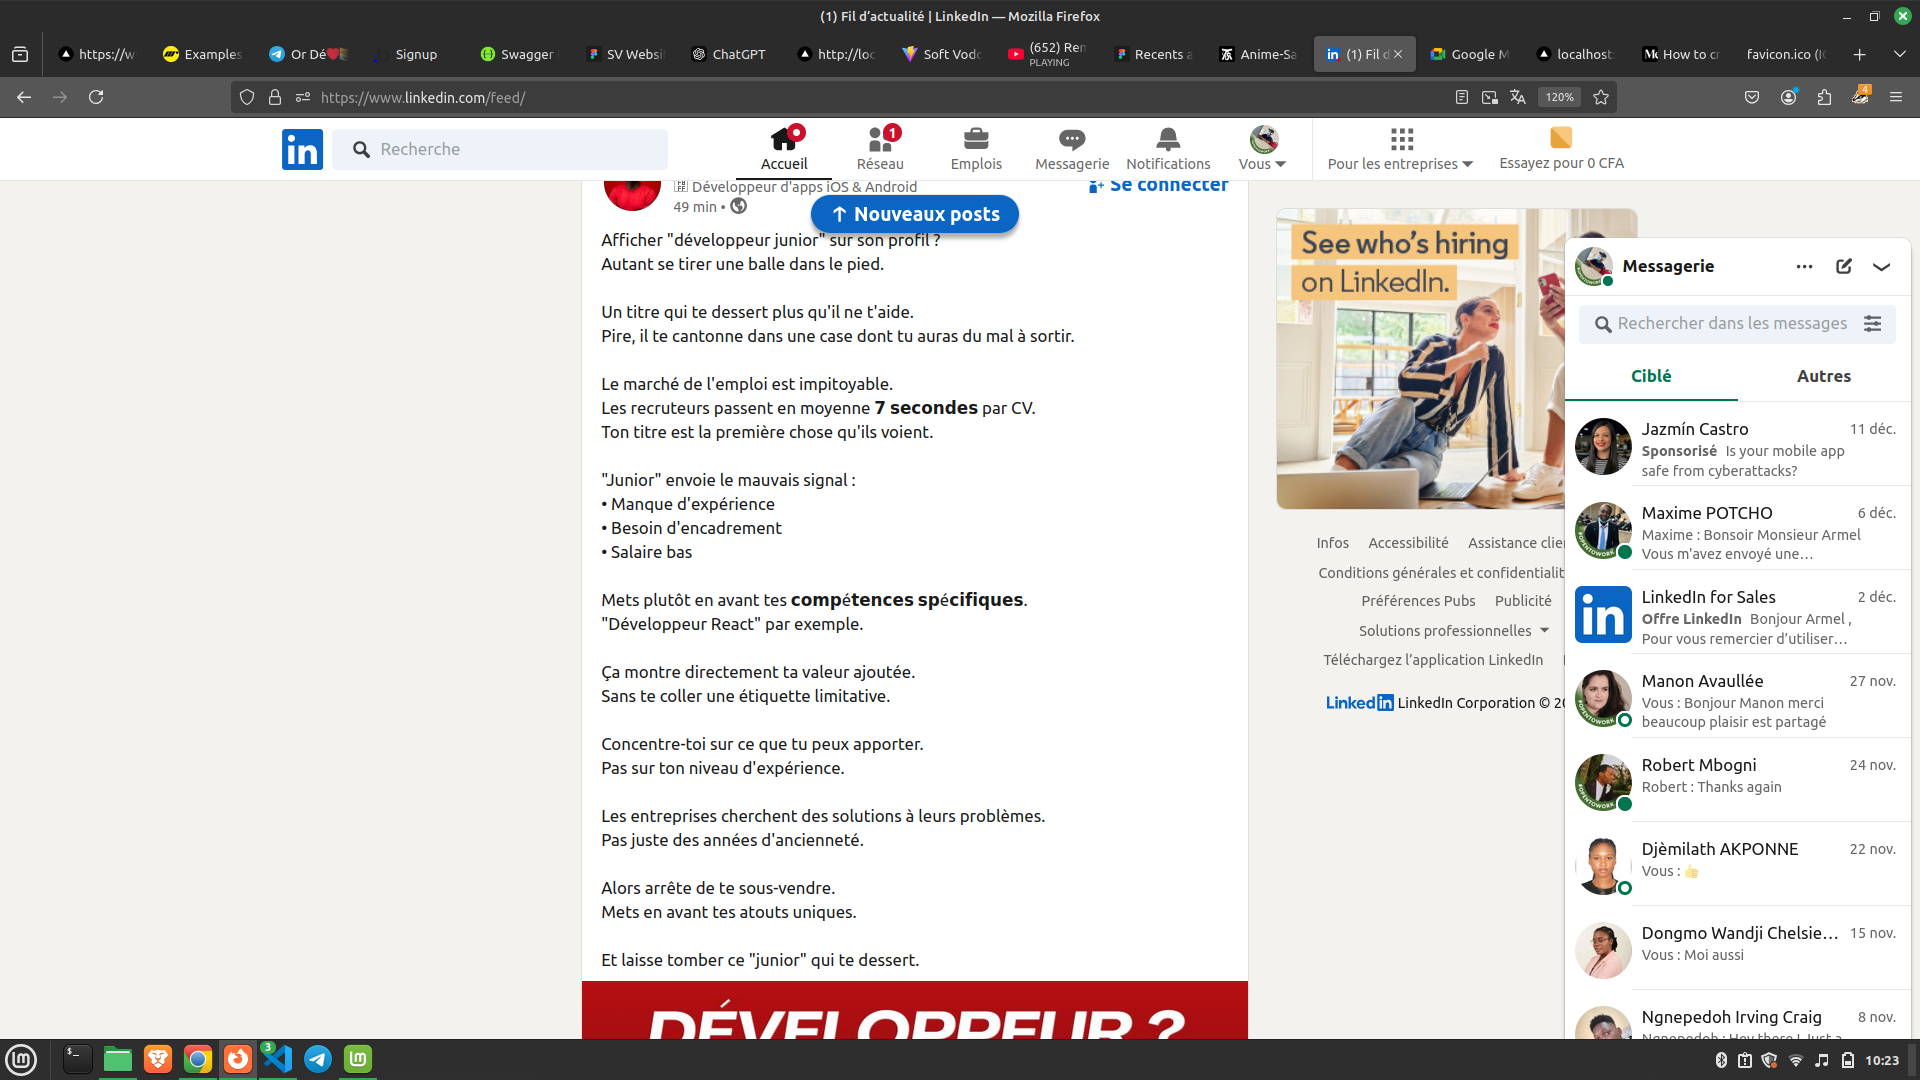 (1) Fil d’actualité | LinkedIn — Mozilla Firefox
https://w
Examples
Or Dé
Signup
Swagger
SV Websi
ChatGPT
http://loc
Soft Vod
(652) Ren
PLAYING
Recents a
Anime-Sa
(1) Fil d
Google M
localhost
How to cr
favicon.ico (I
https://www.linkedin.com/feed/
120%
4
in
Recherche
Accueil
1
Réseau
Emplois
Messagerie
Notifications
Vous
Pour les entreprises
Essayez pour 0 CFA
Développeur d'apps iOS & Android
Se connecter
49 min •
↑ Nouveaux posts
Afficher "développeur junior" sur son profil ?
Autant se tirer une balle dans le pied.
Un titre qui te dessert plus qu'il ne t'aide.
Pire, il te cantonne dans une case dont tu auras du mal à sortir.
Le marché de l'emploi est impitoyable.
Les recruteurs passent en moyenne 7 secondes par CV.
Ton titre est la première chose qu'ils voient.
"Junior" envoie le mauvais signal :
• Manque d'expérience
• Besoin d'encadrement
• Salaire bas
Mets plutôt en avant tes compétences spécifiques.
"Développeur React" par exemple.
Ça montre directement ta valeur ajoutée.
Sans te coller une étiquette limitative.
Concentre-toi sur ce que tu peux apporter.
Pas sur ton niveau d'expérience.
Les entreprises cherchent des solutions à leurs problèmes.
Pas juste des années d'ancienneté.
Alors arrête de te sous-vendre.
Mets en avant tes atouts uniques.
Et laisse tomber ce "junior" qui te dessert.
DÉVELOPPEUR ?
See who’s hiring
on LinkedIn.
Infos Accessibilité Assistance clien
Conditions générales et confidentialit
Préférences Pubs Publicité
Solutions professionnelles
Téléchargez l’application LinkedIn
LinkedIn LinkedIn Corporation © 20
Messagerie
Rechercher dans les messages
Ciblé
Autres
Jazmín Castro
11 déc.
Sponsorisé Is your mobile app
safe from cyberattacks?
Maxime POTCHO
6 déc.
Maxime : Bonsoir Monsieur Armel
Vous m'avez envoyé une…
LinkedIn for Sales
2 déc.
Offre LinkedIn Bonjour Armel ,
Pour vous remercier d’utiliser…
Manon Avaullée
27 nov.
Vous : Bonjour Manon merci
beaucoup plaisir est partagé
Robert Mbogni
24 nov.
Robert : Thanks again
Djèmilath AKPONNE
22 nov.
Vous :
Dongmo Wandji Chelsie…
15 nov.
Vous : Moi aussi
Ngnepedoh Irving Craig
8 nov.
Ngnepedoh : Hey there ! Just a
3
10:23